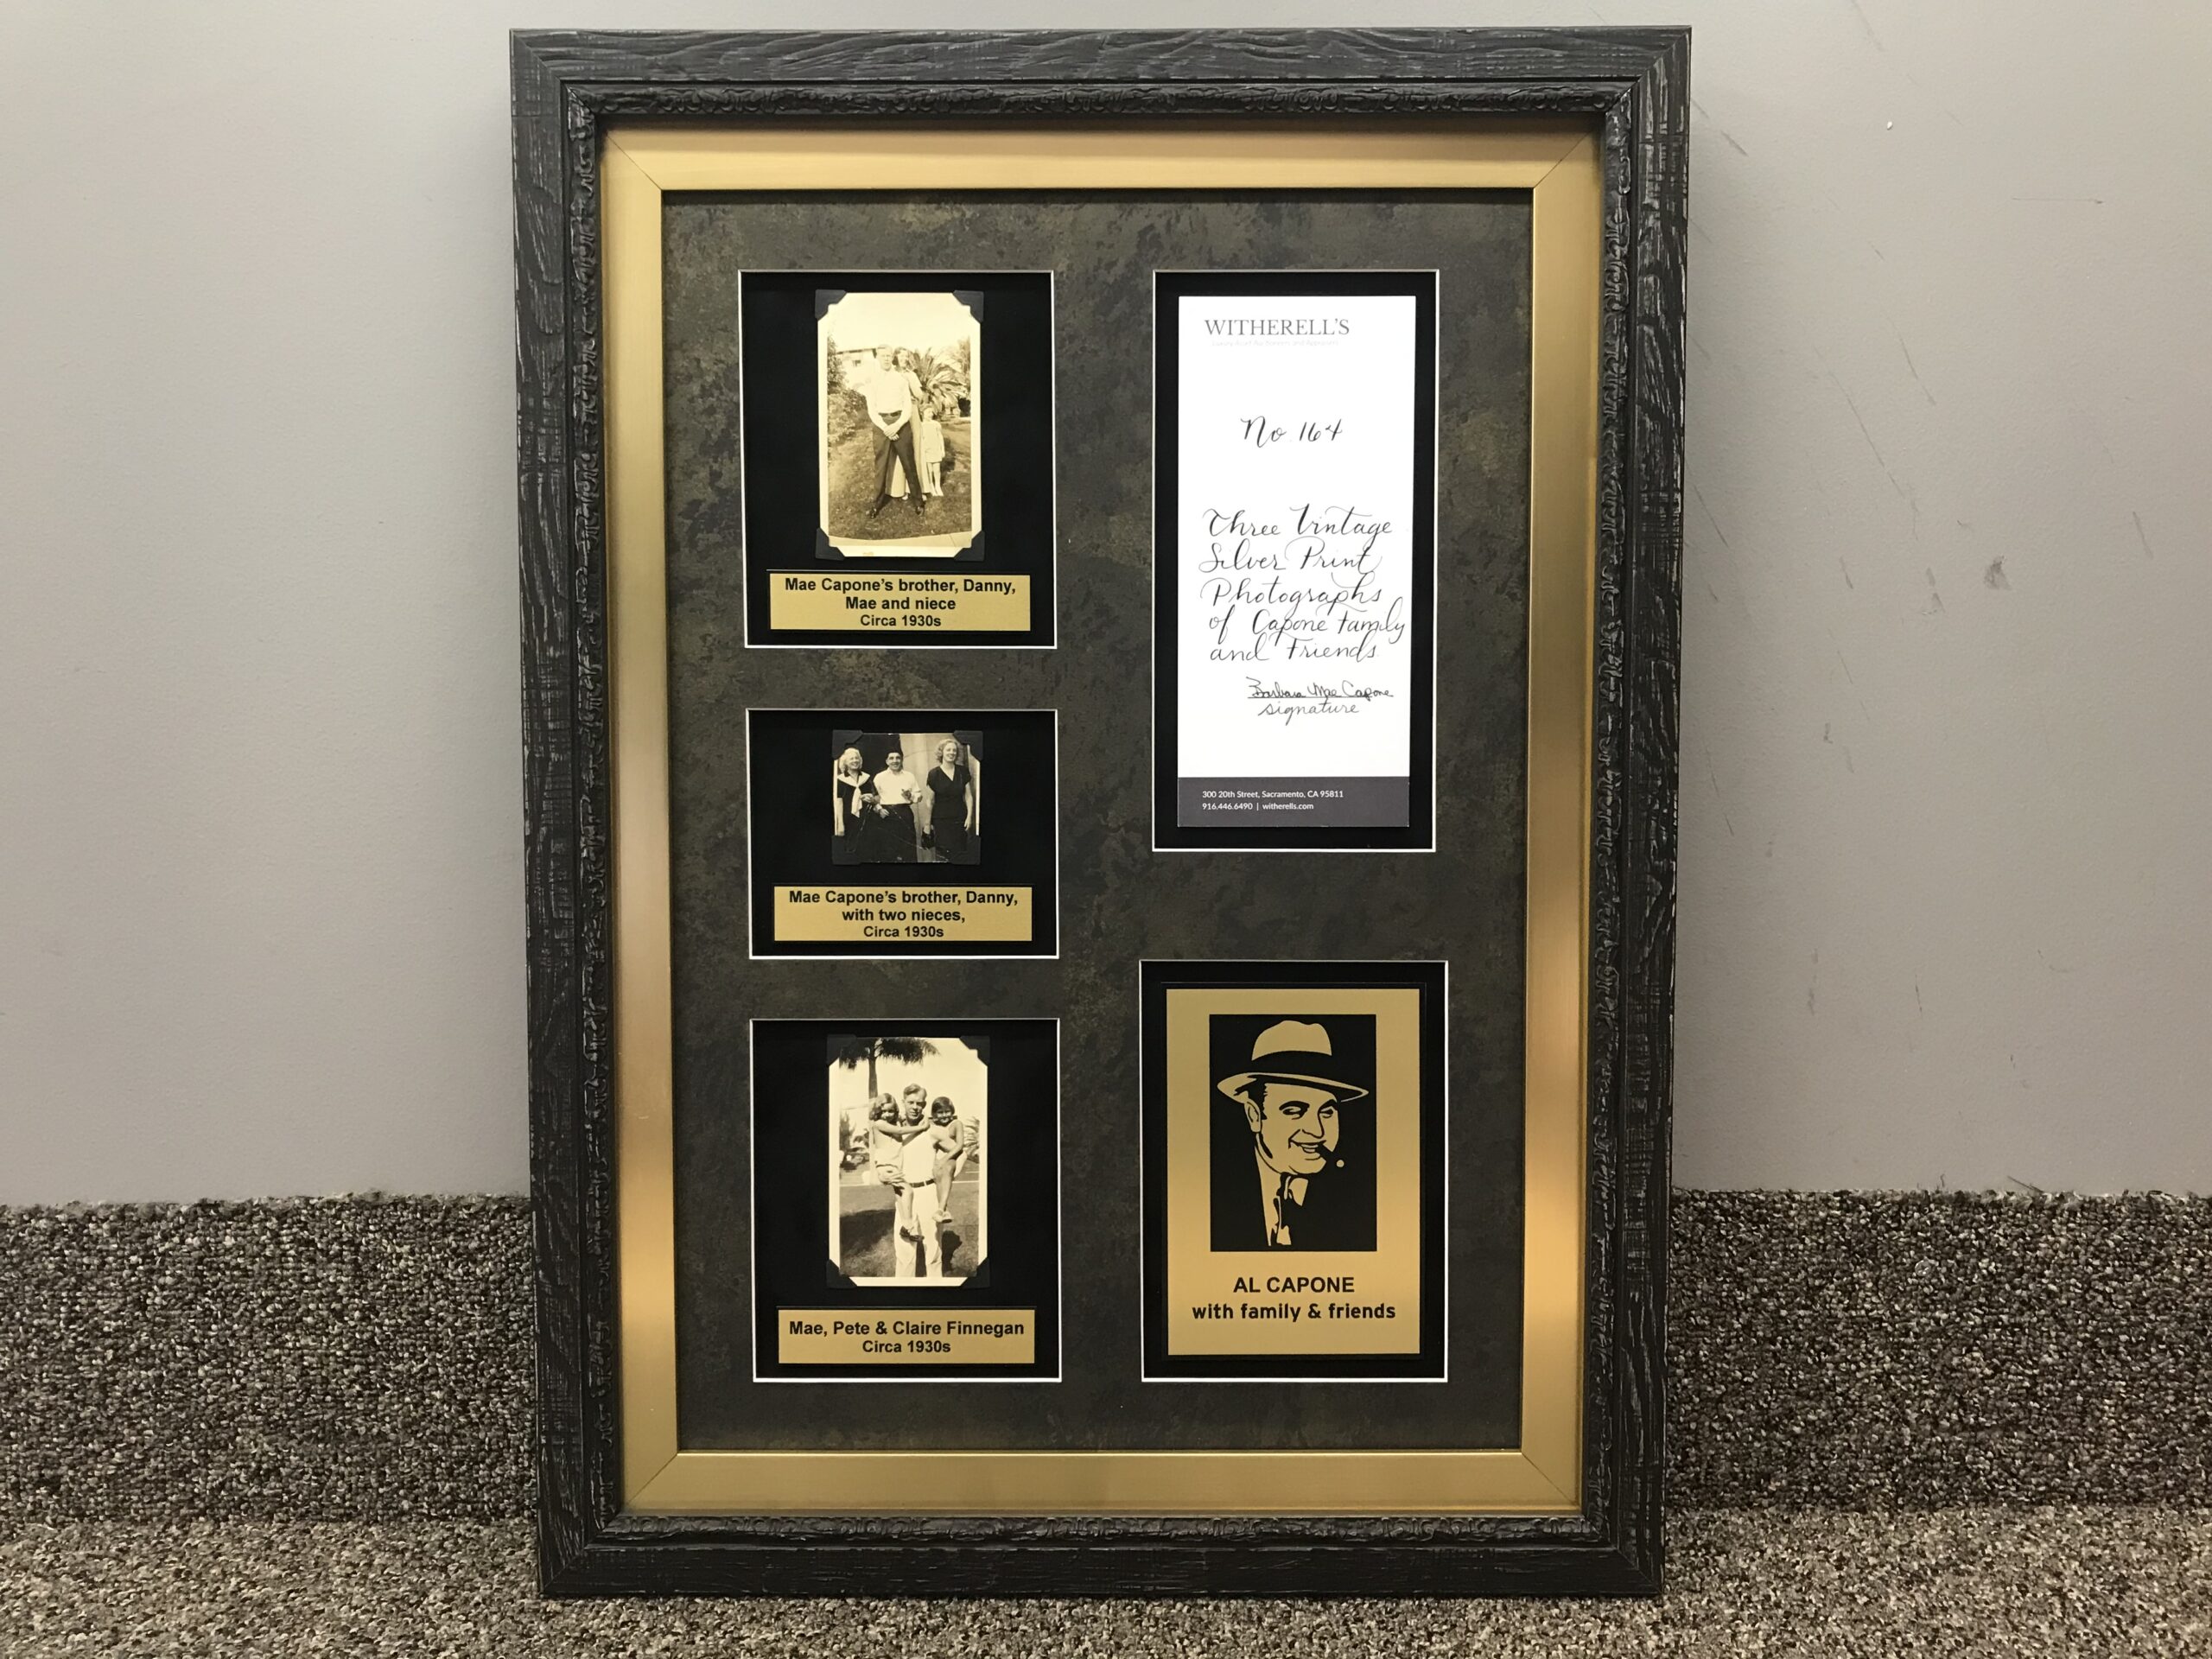 Mae Capone's brother, Danny,
Mae and niece
Circa 1930s
Mae Capone's brother, Danny,
with two nieces,
Circa 1930s
Mae, Pete & Claire Finnegan
Circa 1930s
WITHERELL'S
No. 164
Three Vintage
Silver Print
Photographs
of Capone Family
and Friends
Barbara Mae Capone
signature
300 20th Street, Sacramento, CA 95811
916.446.6490 | witherells.com
AL CAPONE
with family & friends